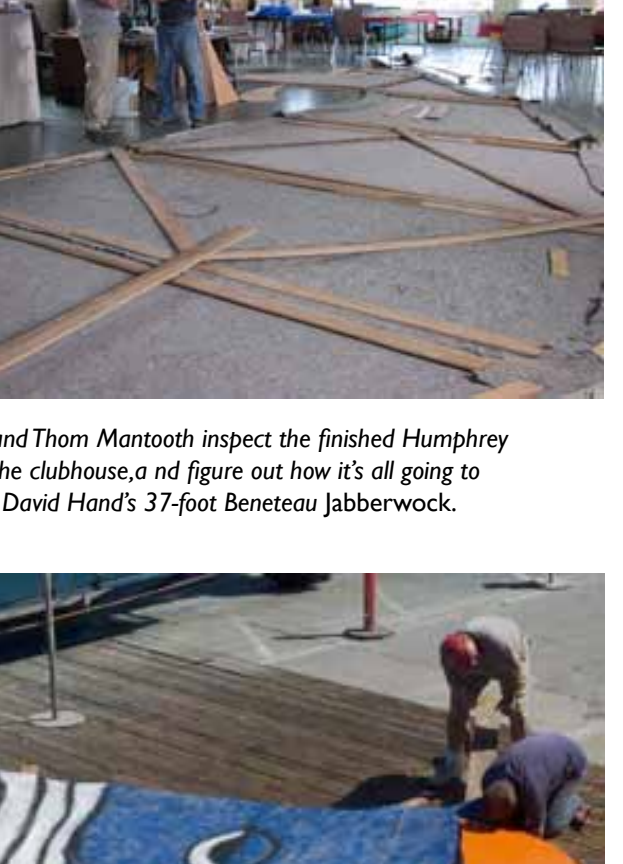 and Thom Mantooth inspect the finished Humphrey
he clubhouse,a nd figure out how it's all going to
David Hand's 37-foot Beneteau Jabberwock.